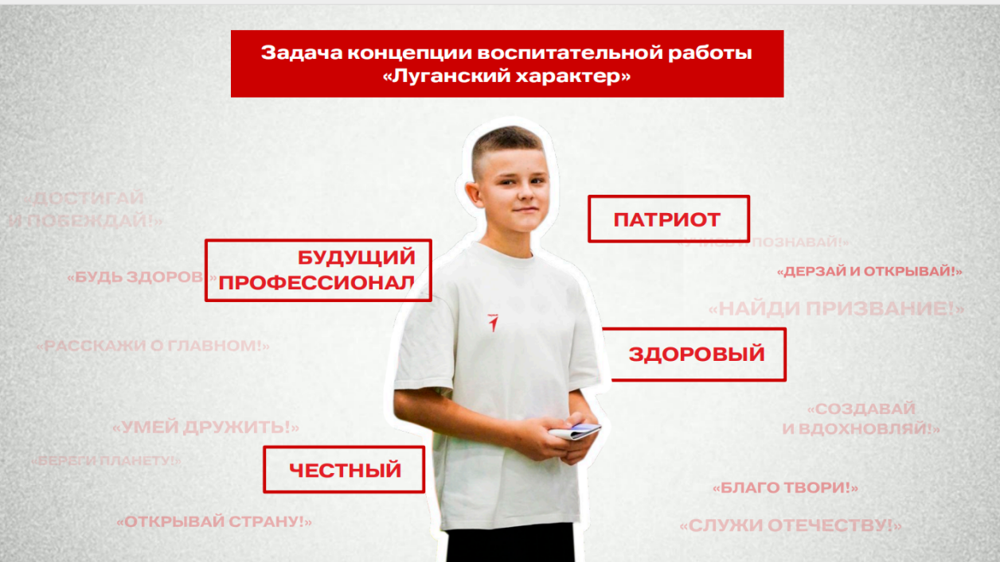 Задача концепции воспитательной работы
«Луганский характер»
ПАТРИОТ
«ДОСТИГАЙ
И ПОБЕЖДАЙ!»
«УЧИСЬ И ПОЗНАВАЙ!»
БУДУЩИЙ
ПРОФЕССИОНАЛ
«БУДЬ ЗДОРОВ!»
«ДЕРЗАЙ И ОТКРЫВАЙ!»
«НАЙДИ ПРИЗВАНИЕ!»
«РАССКАЖИ О ГЛАВНОМ!»
ЗДОРОВЫЙ
«СОЗДАВАЙ
И ВДОХНОВЛЯЙ!»
«УМЕЙ ДРУЖИТЬ!»
«БЕРЕГИ ПЛАНЕТУ!»
ЧЕСТНЫЙ
«БЛАГО ТВОРИ!»
«ОТКРЫВАЙ СТРАНУ!»
«СЛУЖИ ОТЕЧЕСТВУ!»